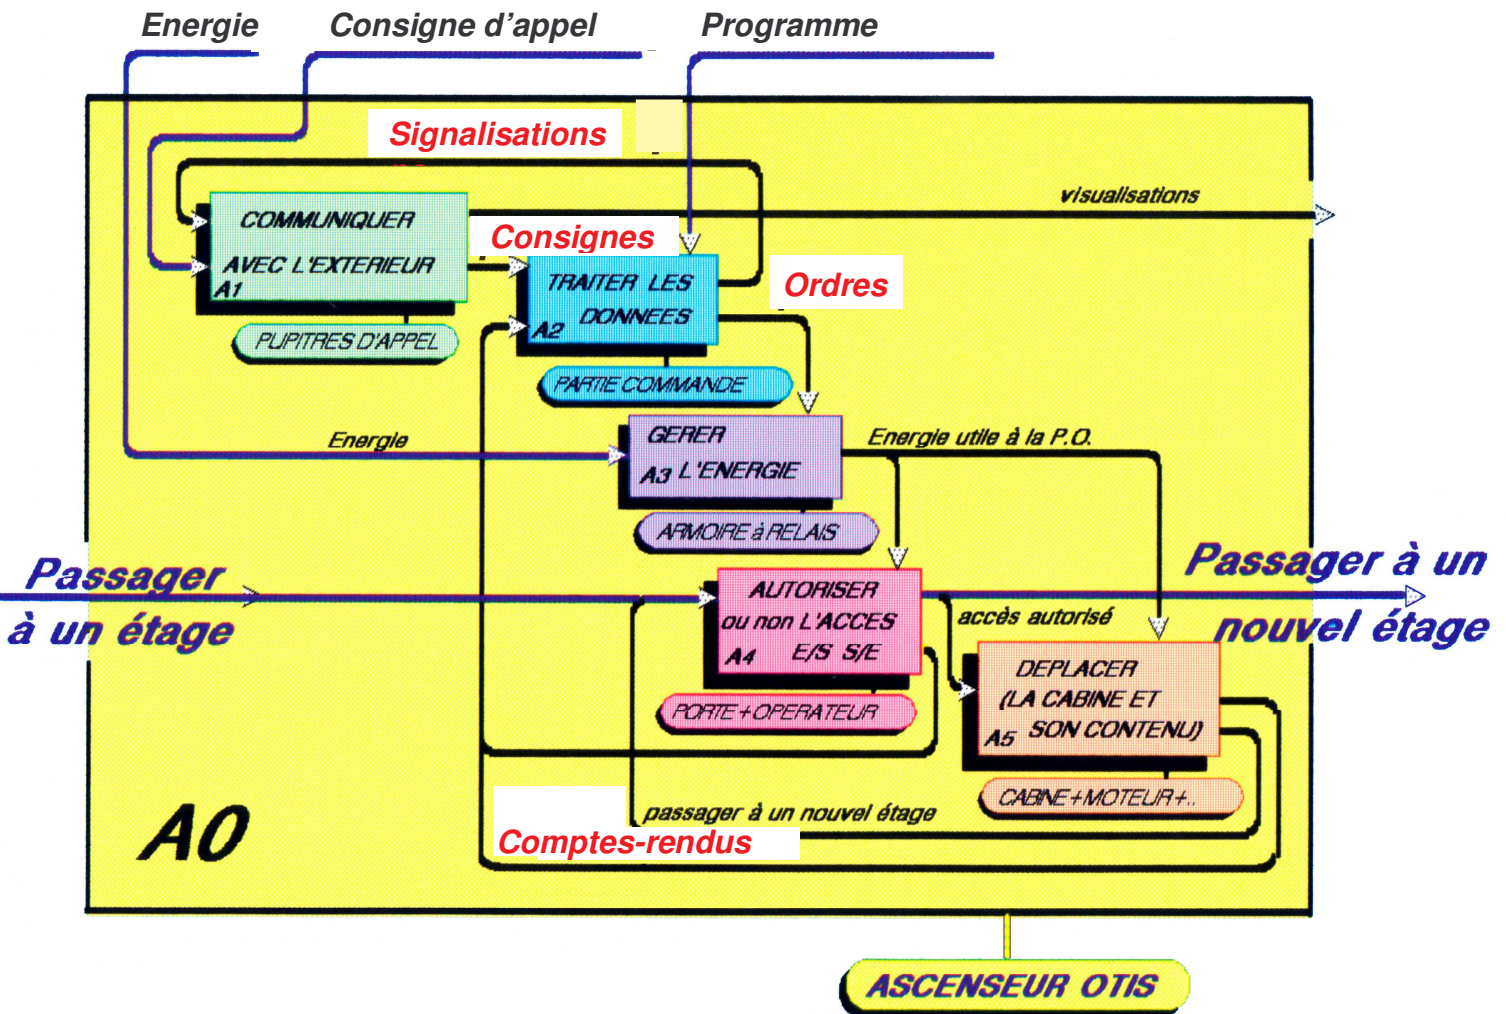 Energie
Consigne d'appel
Programme
Signalisations
visualisations
COMMUNIQUER
AVEC L'EXTERIEUR
A1
PUPITRES D'APPEL
Consignes
TRAITER LES
DONNEES
A2
PARTIE COMMANDE
Ordres
Energie
GERER
L'ENERGIE
A3
ARMOIRE à RELAIS
Energie utile à la P.O.
Passager
à un étage
AUTORISER
ou non L'ACCES
E/S S/E
A4
PORTE+OPERATEUR
accès autorisé
Passager à un
nouvel étage
DEPLACER
(LA CABINE ET
SON CONTENU)
A5
CABINE+MOTEUR+..
passager à un nouvel étage
Comptes-rendus
A0
ASCENSEUR OTIS